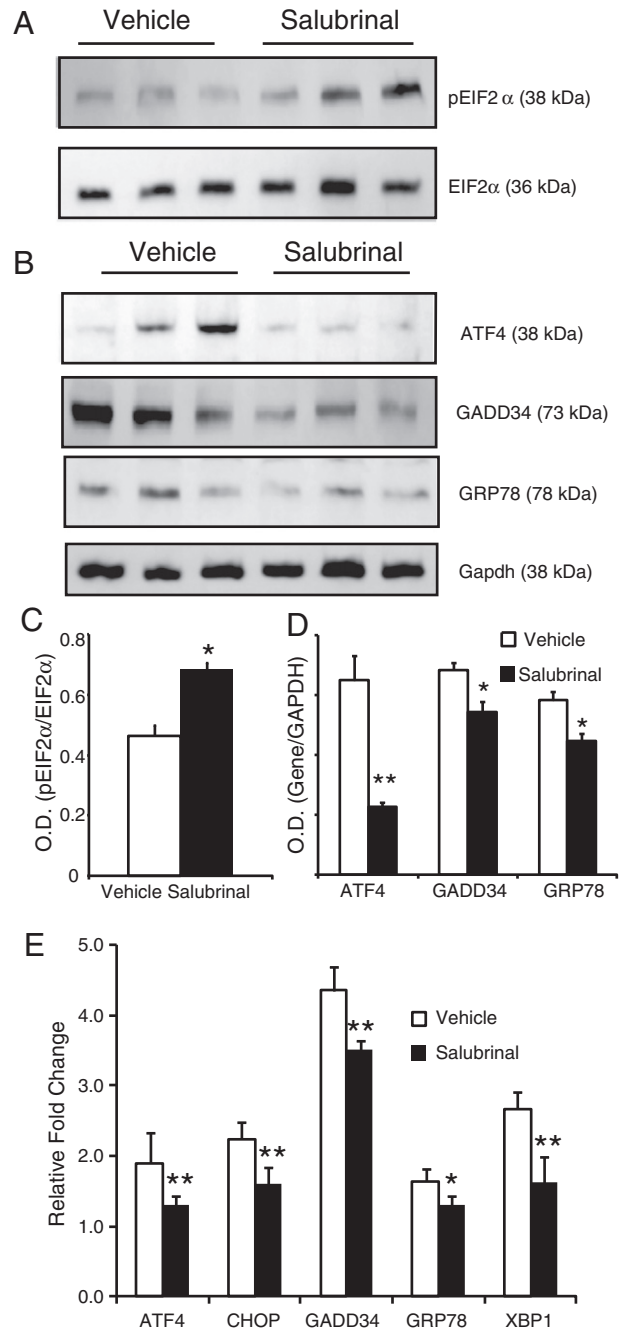 A
Vehicle Salubrinal
pEIF2 α (38 kDa)
EIF2α (36 kDa)
B
Vehicle Salubrinal
ATF4 (38 kDa)
GADD34 (73 kDa)
GRP78 (78 kDa)
Gapdh (38 kDa)
C
O.D. (pEIF2α/EIF2α)
0.8
0.6
0.4
0.2
0
*
Vehicle Salubrinal
D
O.D. (Gene/GAPDH)
Vehicle
Salubrinal
**
*
*
ATF4 GADD34 GRP78
E
Relative Fold Change
5.0
4.0
3.0
2.0
1.0
0.0
Vehicle
Salubrinal
**
**
**
*
**
ATF4 CHOP GADD34 GRP78 XBP1